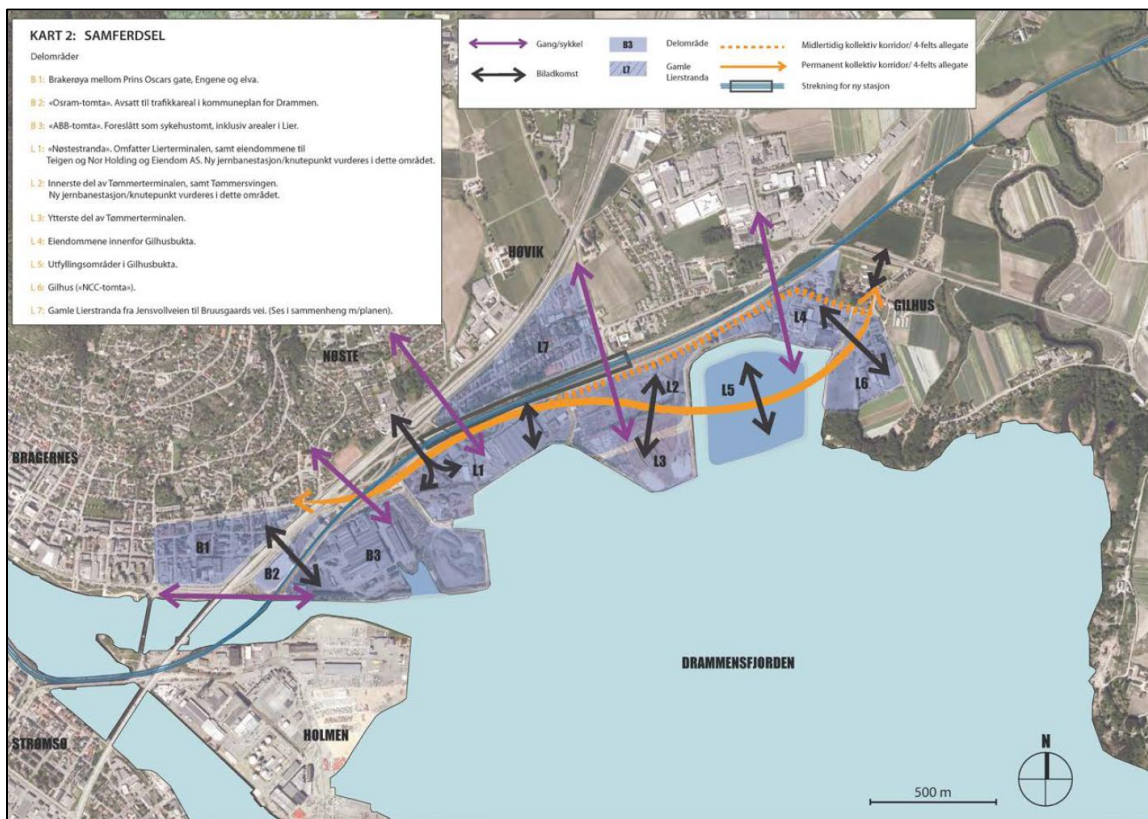 KART 2: SAMFERDSEL
Delområder
B 1: Brakerøya mellom Prins Oscars gate, Engene og elva.
B 2: «Osram-tomta». Avsatt til trafikkareal i kommuneplan for Drammen.
B 3: «ABB-tomta». Foreslått som sykehustomt, inklusiv arealer i Lier.
L 1: «Nøstestranda». Omfatter Lierterminalen, samt eiendommene til
Teigen og Nor Holding og Eiendom AS. Ny jernbanestasjon/knutepunkt vurderes i dette området.
L 2: Innerste del av Tømmerterminalen, samt Tømmersvingen.
Ny jernbanestasjon/knutepunkt vurderes i dette området.
L 3: Ytterste del av Tømmerterminalen.
L 4: Eiendommene innenfor Gilhusbukta.
L 5: Utfyllingsområder i Gilhusbukta.
L 6: Gilhus («NCC-tomta»).
L 7: Gamle Lierstranda fra Jensvollveien til Bruusgaards vei. (Ses i sammenheng m/planen).
Gang/sykkel
Biladkomst
B3
Delområde
L7
Gamle
Lierstranda
Midlertidig kollektiv korridor/ 4-felts allegate
Permanent kollektiv korridor/ 4-felts allegate
Strekning for ny stasjon
HØVIK
GILHUS
L4
NØSTE
L7
L6
L2
L5
BRAGERNES
L1
L3
B1
B3
B2
DRAMMENSFJORDEN
HOLMEN
STRØMSØ
N
500 m